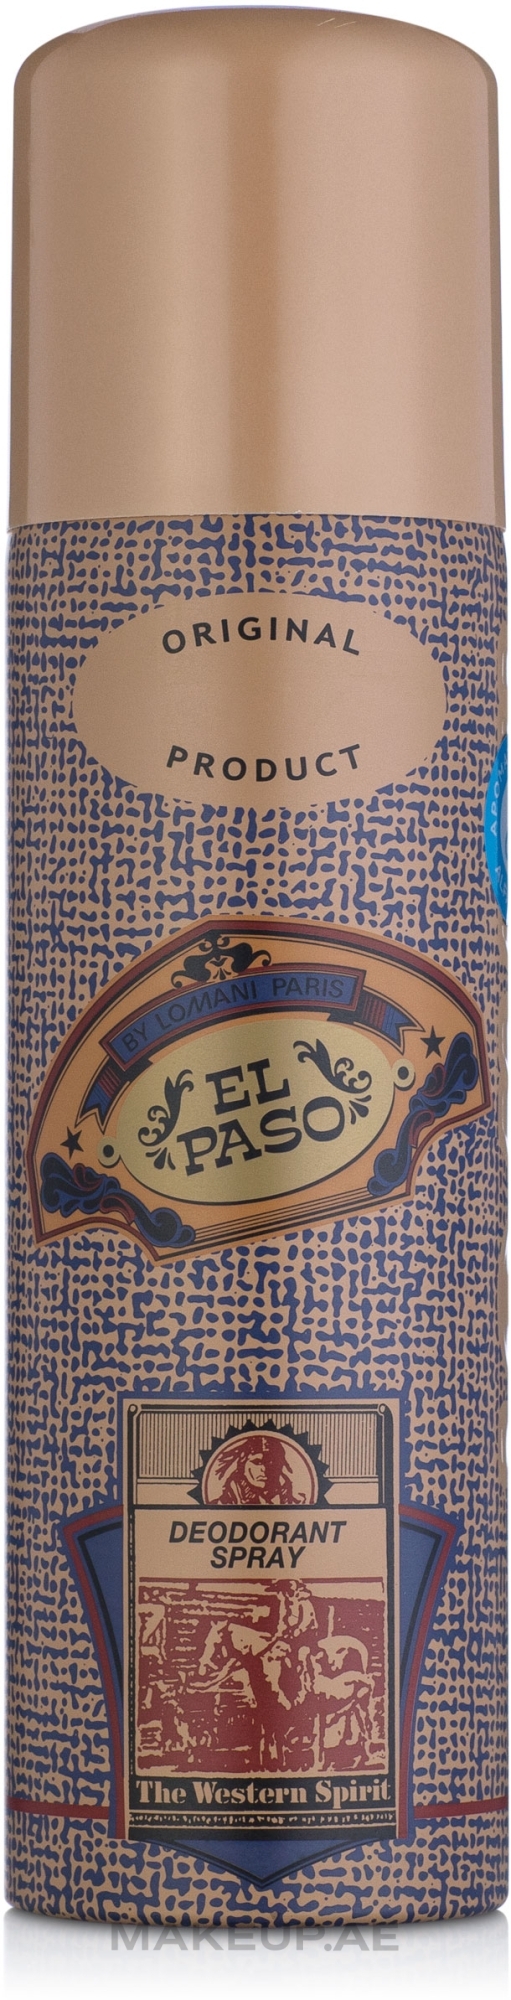 ORIGINAL
PRODUCT
BY LOMANI PARIS
EL
PASO
DEODORANT
SPRAY
The Western Spirit
MAKEUP.AE